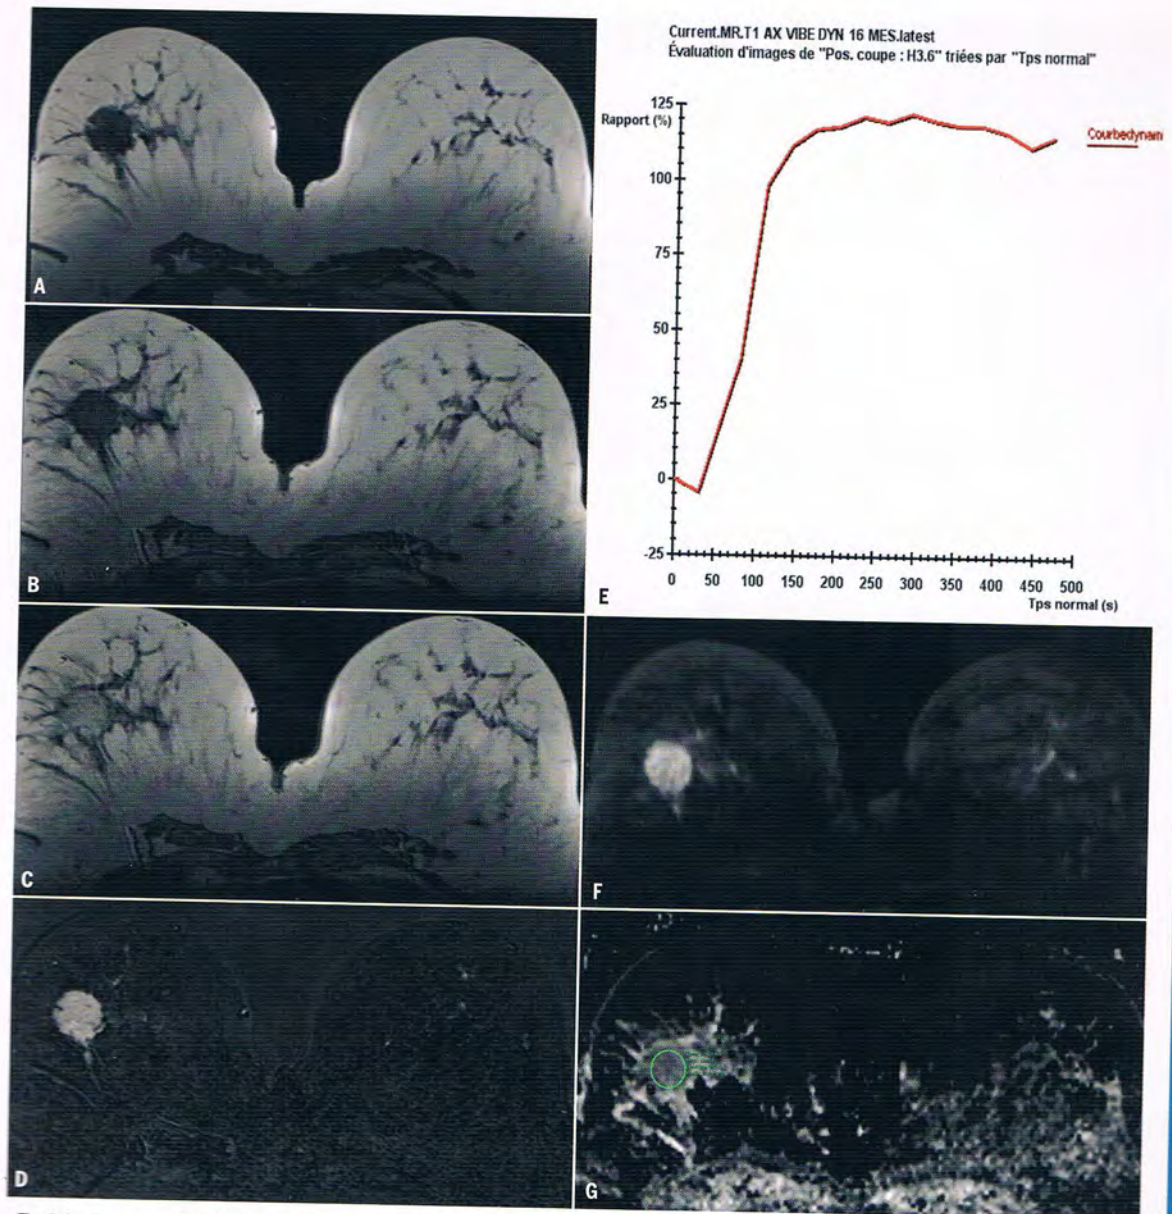 Current.MR.T1 AX VIBE DYN 16 MES.latest
Évaluation d'images de "Pos. coupe : H3.6" triées par "Tps normal"
Rapport (%)
125
100
75
50
25
0
-25
0 50 100 150 200 250 300 350 400 450 500
Tps normal (s)
Courbedynam
A
B
C
D
E
F
G